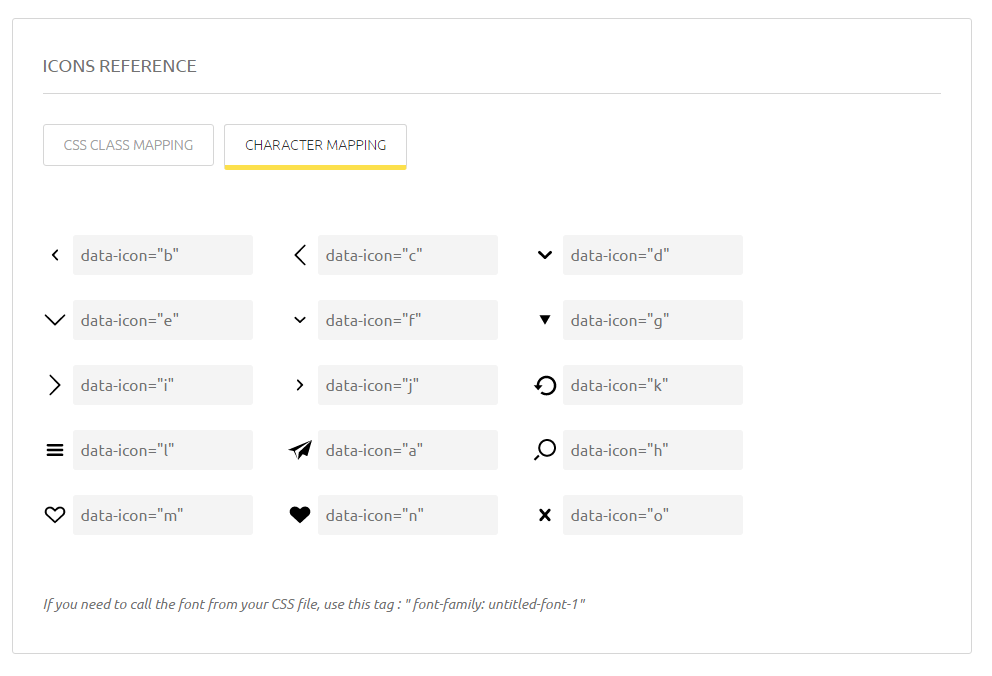 ICONS REFERENCE
CSS CLASS MAPPING CHARACTER MAPPING
data-icon="b" data-icon="c" data-icon="d"
data-icon="e" data-icon="f" data-icon="g"
data-icon="i" data-icon="j" data-icon="k"
data-icon="l" data-icon="a" data-icon="h"
data-icon="m" data-icon="n" data-icon="o"
If you need to call the font from your CSS file, use this tag : " font-family: untitled-font-1"